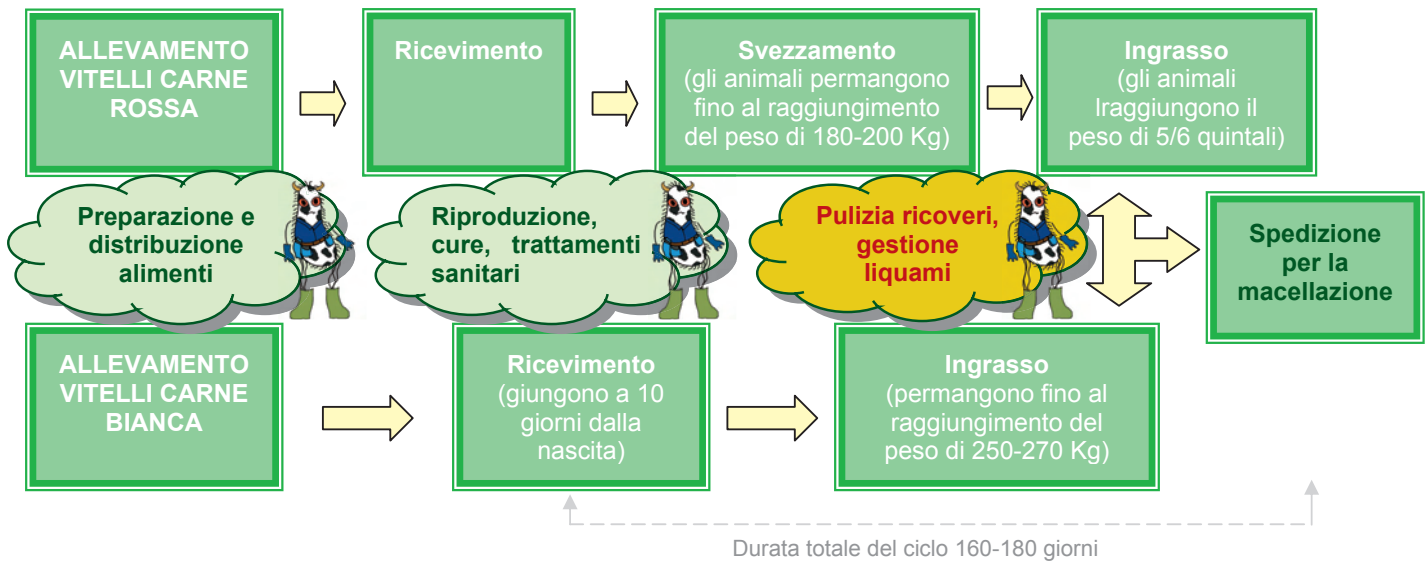 ALLEVAMENTO
VITELLI CARNE
ROSSA
Ricevimento
Svezzamento
(gli animali permangono
fino al raggiungimento
del peso di 180-200 Kg)
Ingrasso
(gli animali
lraggiungono il
peso di 5/6 quintali)
Preparazione e
distribuzione
alimenti
Riproduzione,
cure, trattamenti
sanitari
Pulizia ricoveri,
gestione
liquami
Spedizione
per la
macellazione
ALLEVAMENTO
VITELLI CARNE
BIANCA
Ricevimento
(giungono a 10
giorni dalla
nascita)
Ingrasso
(permangono fino al
raggiungimento del
peso di 250-270 Kg)
Durata totale del ciclo 160-180 giorni